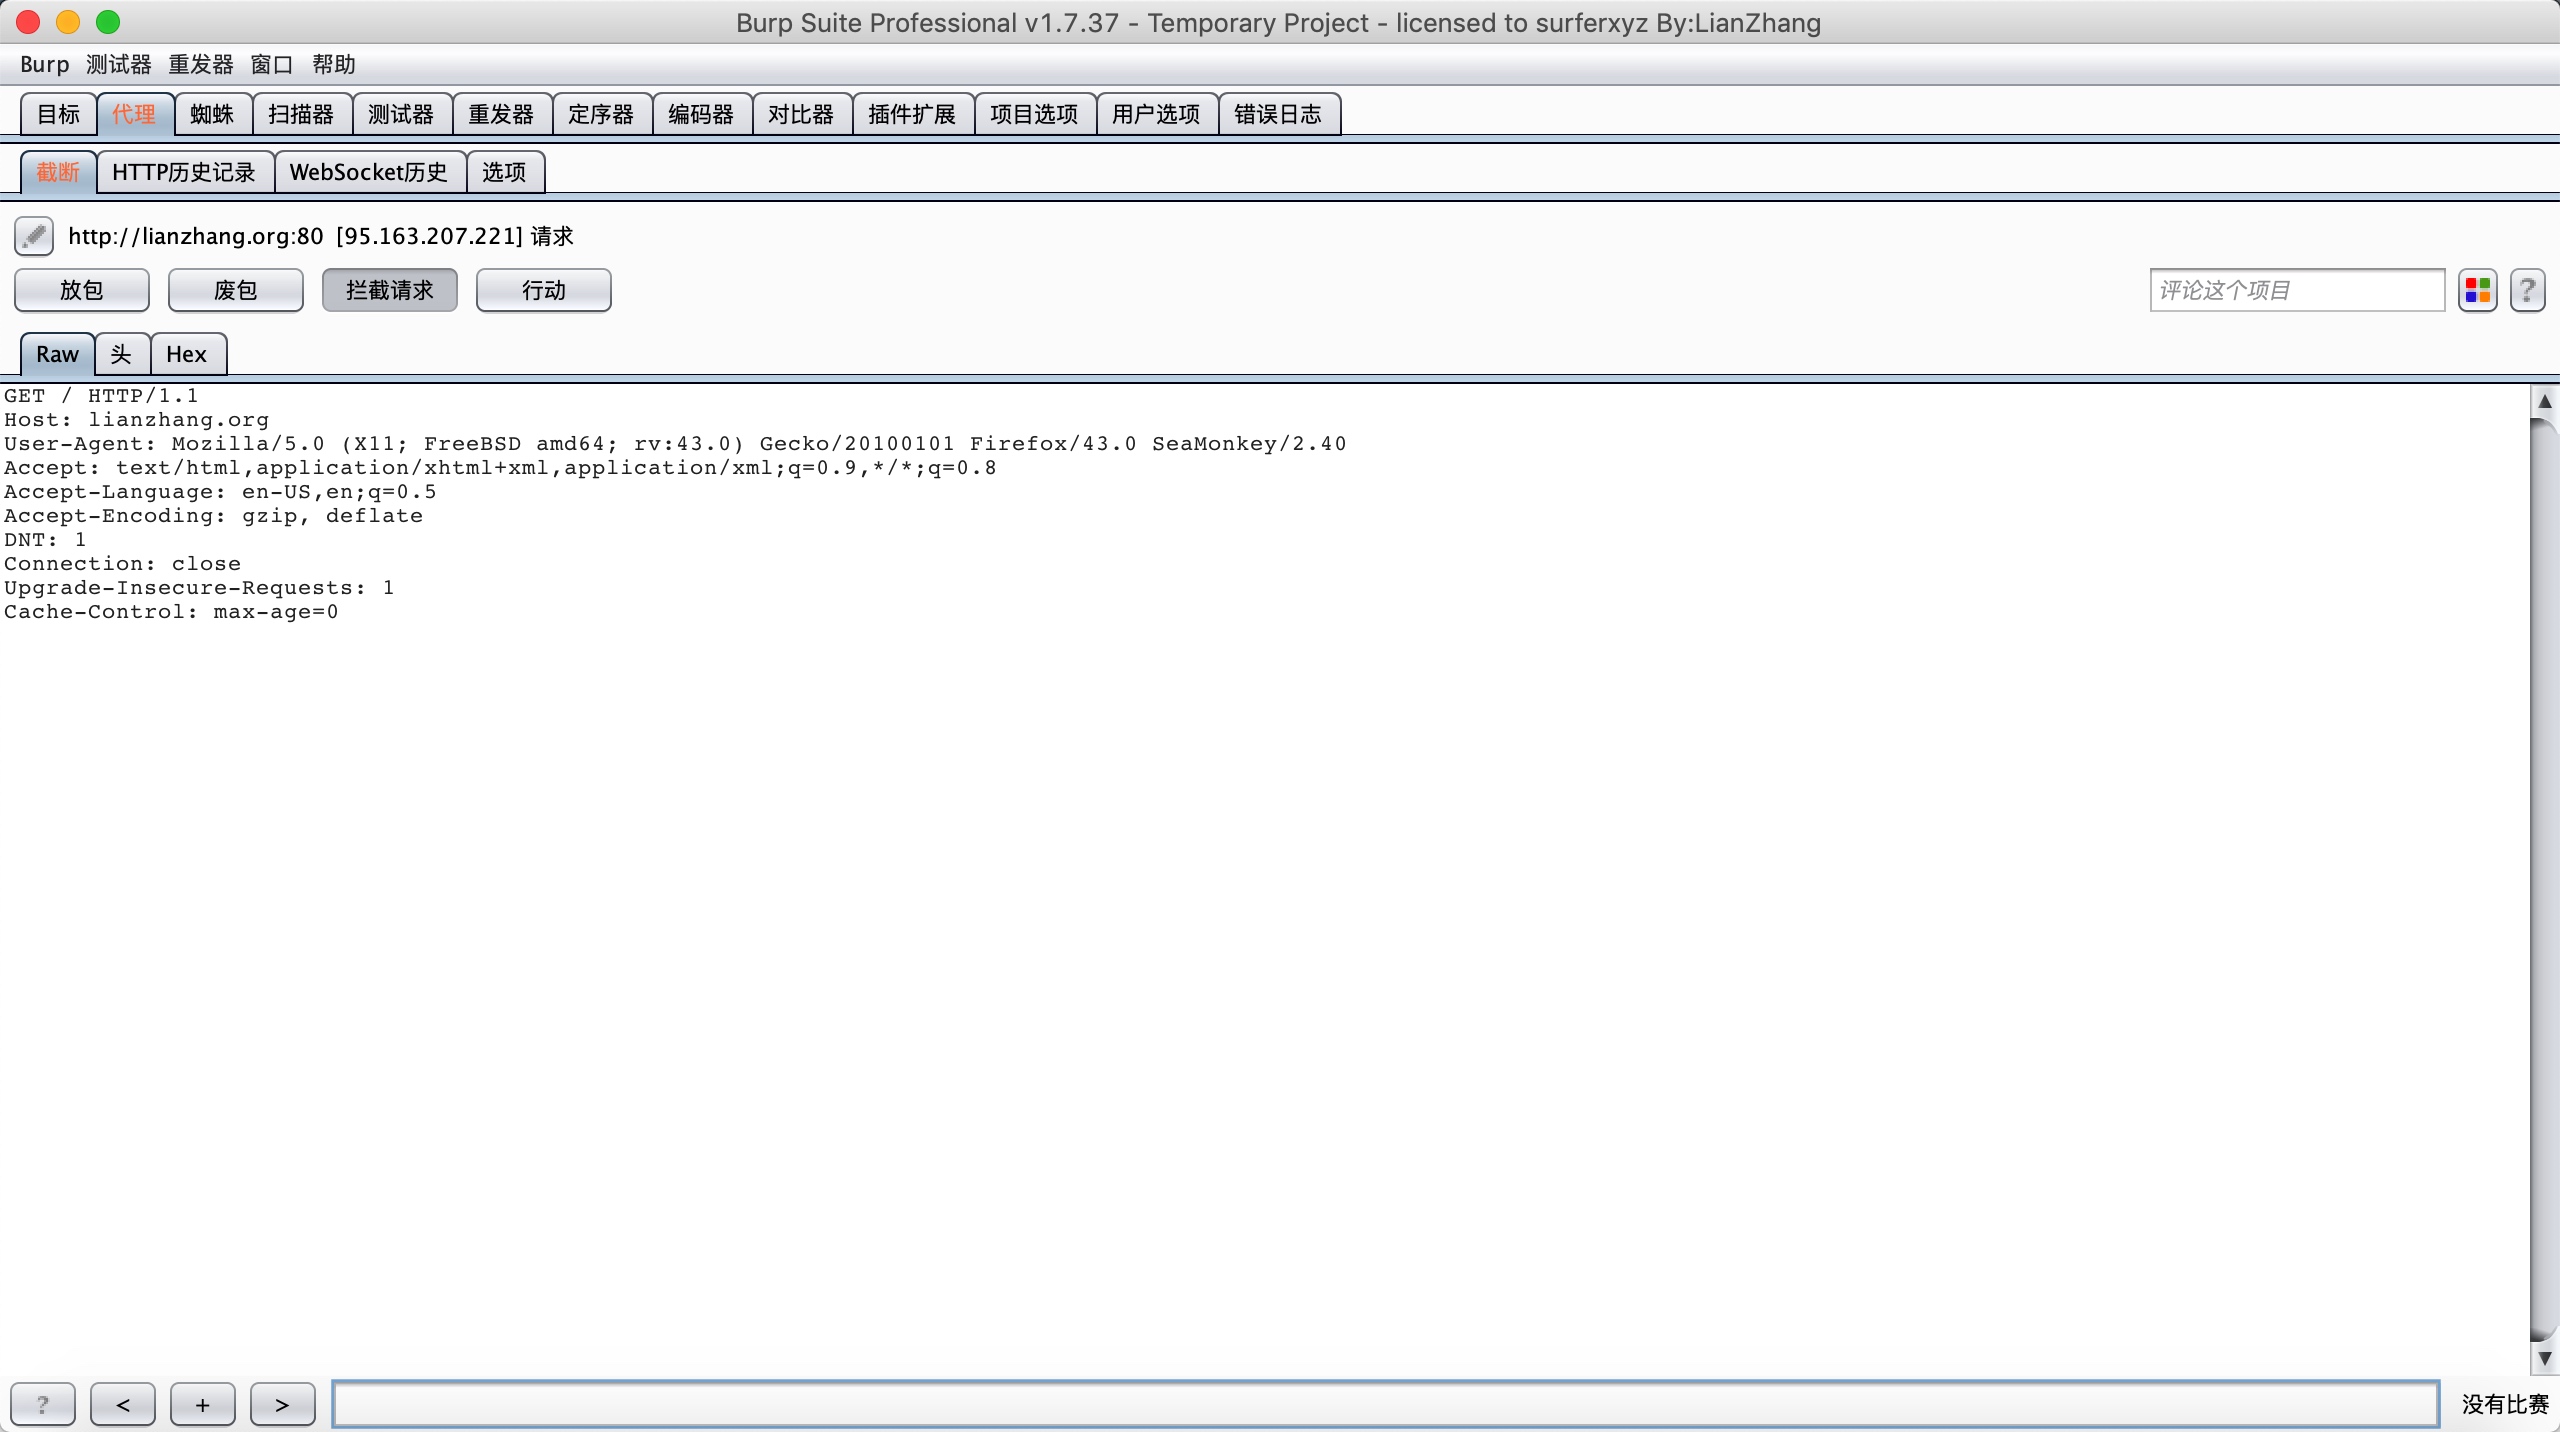 Burp Suite Professional v1.7.37 - Temporary Project - licensed to surferxyz By:LianZhang
Burp 测试器 重发器 窗口 帮助
目标 代理 蜘蛛 扫描器 测试器 重发器 定序器 编码器 对比器 插件扩展 项目选项 用户选项 错误日志
截断 HTTP历史记录 WebSocket历史 选项
http://lianzhang.org:80 [95.163.207.221] 请求
放包 废包 拦截请求 行动 评论这个项目 ?
Raw 头 Hex
GET / HTTP/1.1
Host: lianzhang.org
User-Agent: Mozilla/5.0 (X11; FreeBSD amd64; rv:43.0) Gecko/20100101 Firefox/43.0 SeaMonkey/2.40
Accept: text/html,application/xhtml+xml,application/xml;q=0.9,*/*;q=0.8
Accept-Language: en-US,en;q=0.5
Accept-Encoding: gzip, deflate
DNT: 1
Connection: close
Upgrade-Insecure-Requests: 1
Cache-Control: max-age=0
? < + > 没有比赛